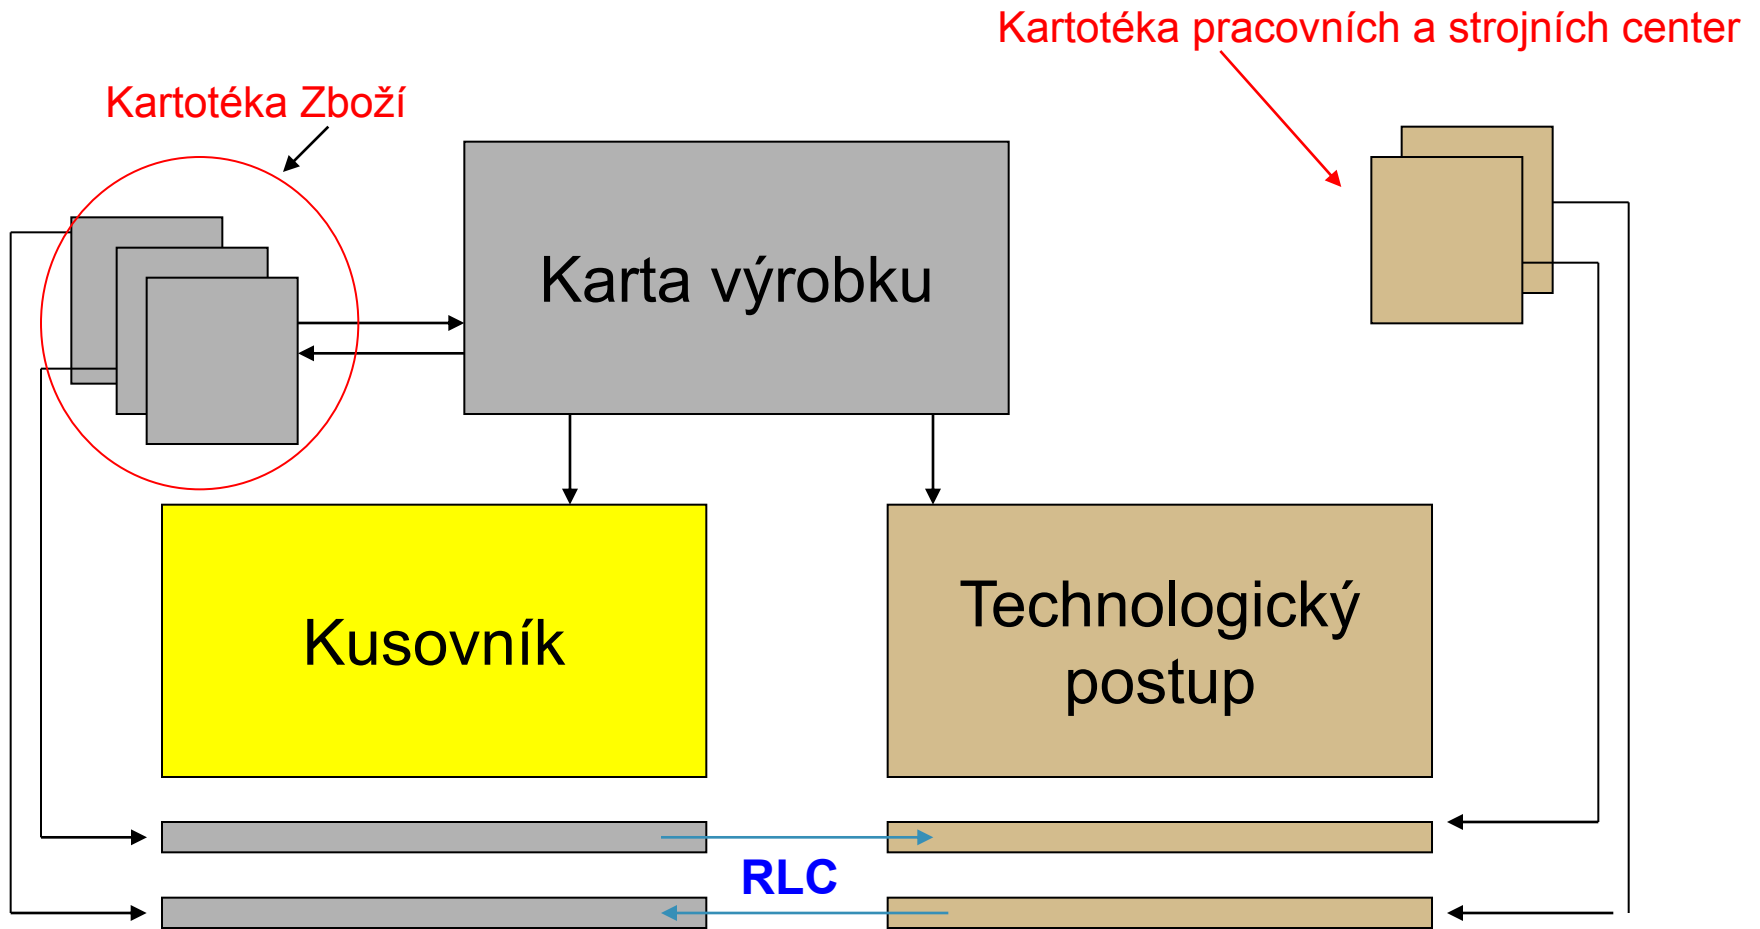 Kartotéka pracovních a strojních center
Kartotéka Zboží
Karta výrobku
Kusovník
Technologický
postup
RLC